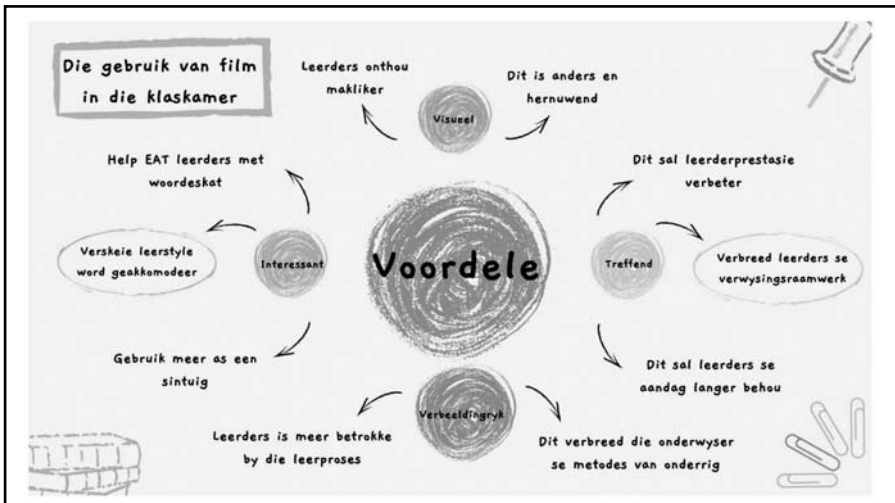 Die gebruik van film
in die klaskamer
Leerders onthou
makliker
Visueel
Dit is anders en
hernuwend
Help EAT leerders met
woordeskat
Verskeie leerstyle
word geakkomodeer
Interessant
Gebruik meer as een
sintuig
Voordele
Dit sal leerderprestasie
verbeter
Treffend
Verbreed leerders se
verwysingsraamwerk
Dit sal leerders se
aandag langer behou
Verbeeldingryk
Leerders is meer betrokke
by die leerproses
Dit verbreed die onderwyser
se metodes van onderrig